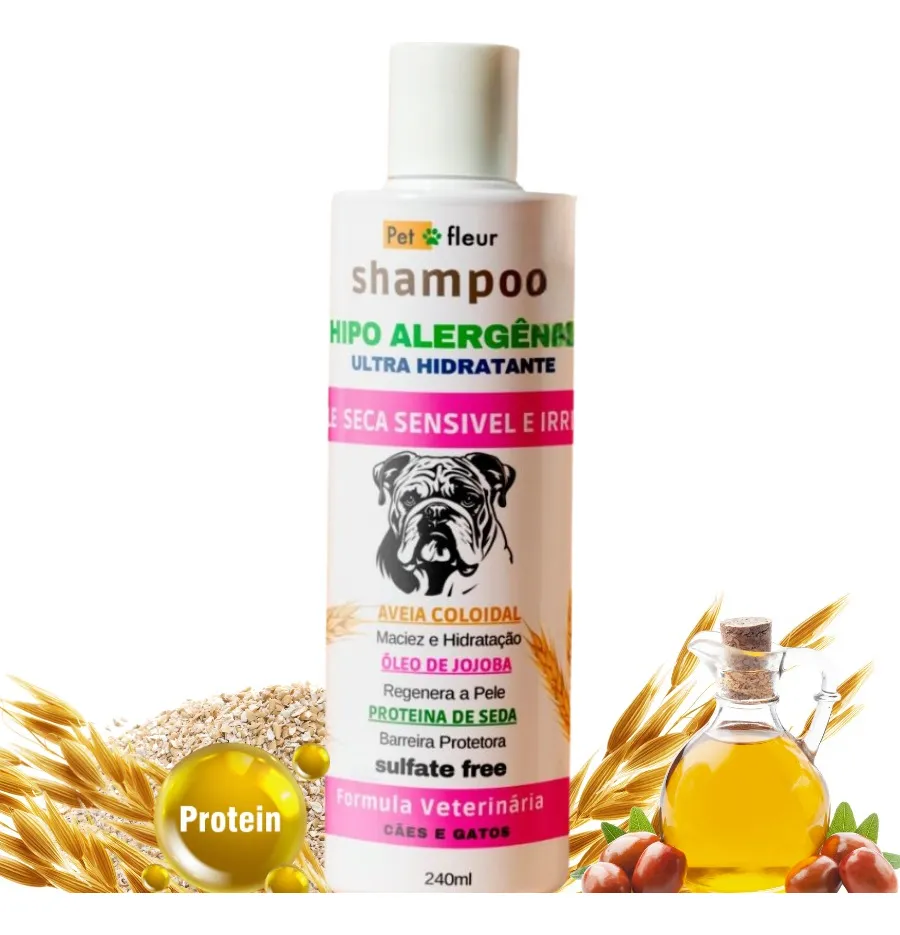 Pet fleur
shampoo
HIPO ALERGÊN
ULTRA HIDRATANTE
SECA SENSIVEL E
AVEIA COLOIDAL
Maciez e Hidratação
ÓLEO DE JOJOBA
Regenera a Pele
PROTEINA DE SEDA
Barreira Protetora
sulfate free
Formula Veterinária
CÃES E GATOS
240ml
Protein